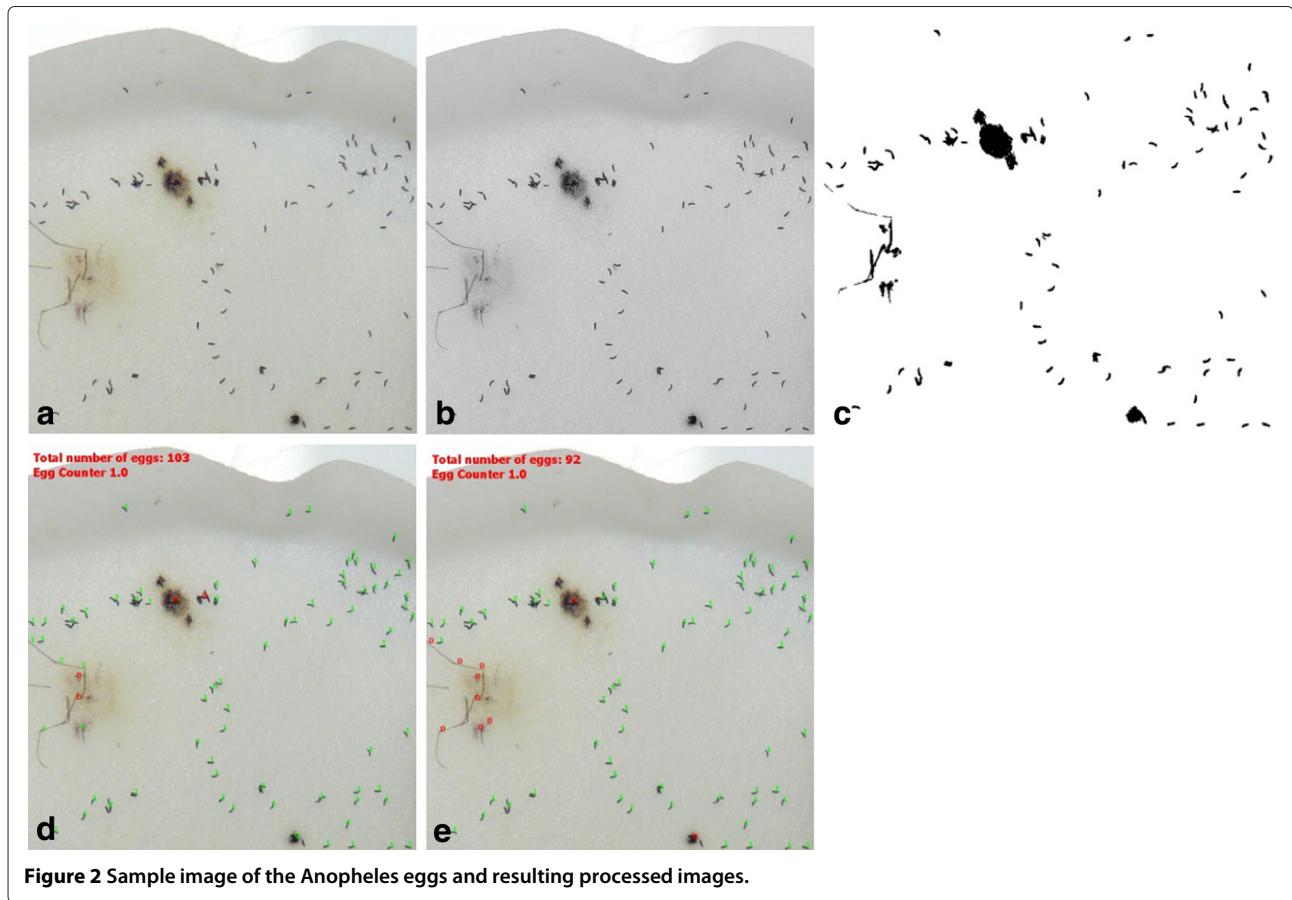 a
b
c
Total number of eggs: 103
Egg Counter 1.0
d
Total number of eggs: 92
Egg Counter 1.0
e
Figure 2 Sample image of the Anopheles eggs and resulting processed images.